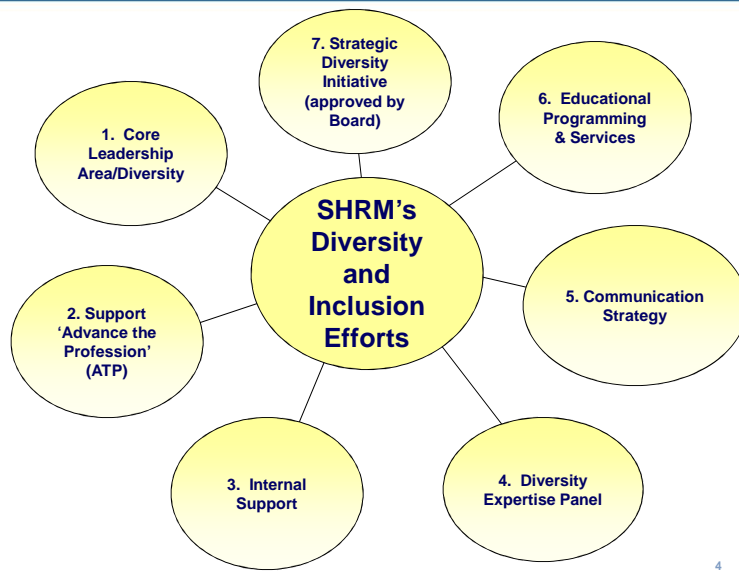 7. Strategic
Diversity
Initiative
(approved by
Board)
6. Educational
Programming
& Services
1. Core
Leadership
Area/Diversity
SHRM's
Diversity
and
Inclusion
Efforts
5. Communication
Strategy
2. Support
‘Advance the
Profession’
(ATP)
3. Internal
Support
4. Diversity
Expertise Panel
4